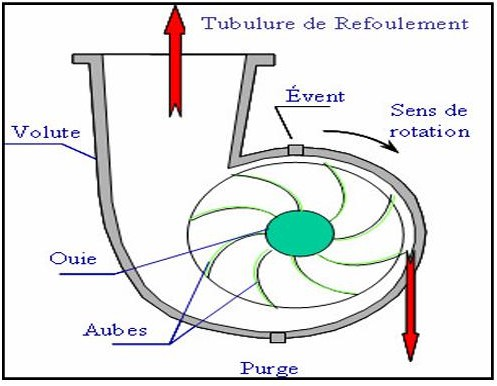 Tubulure de Refoulement
Évent
Sens de
rotation
Volute
Ouie
Aubes
Purge